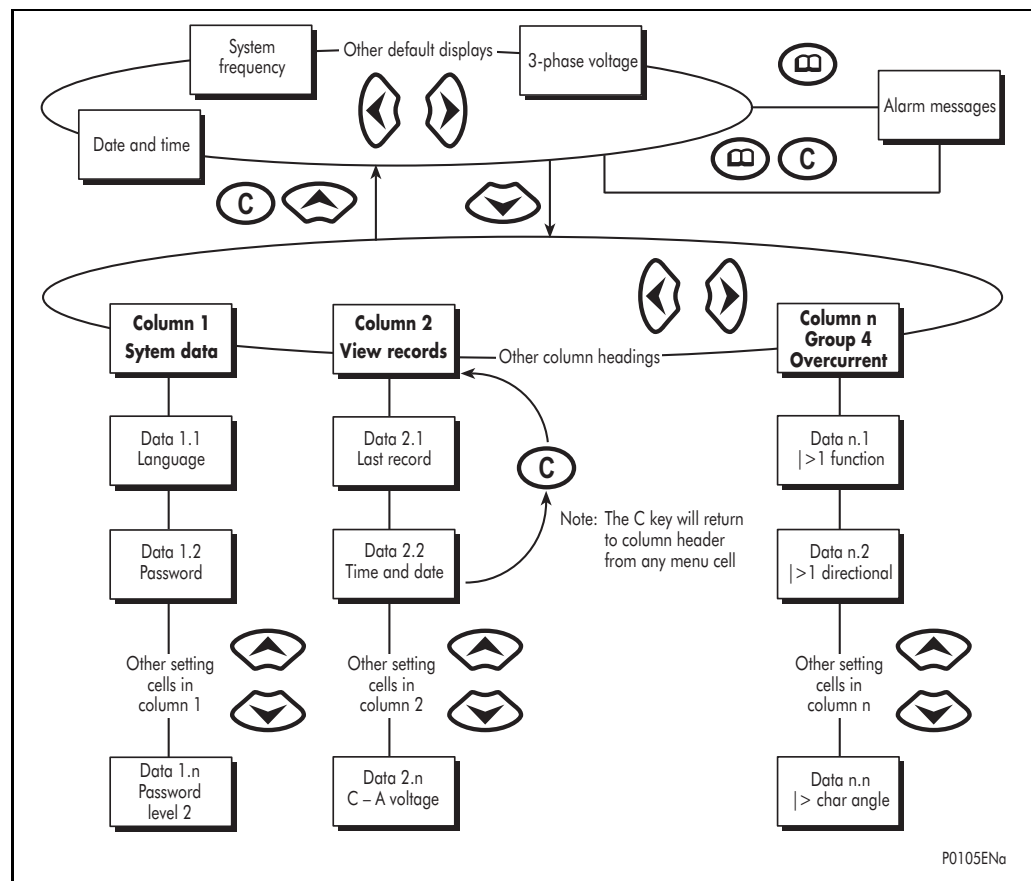 System
frequency
Other default displays
3-phase voltage
Alarm messages
Date and time
C
C
Column 1
Sytem data
Column 2
View records
Other column headings
Column n
Group 4
Overcurrent
Data 1.1
Language
Data 2.1
Last record
C
Data n.1
|>1 function
Note: The C key will return
to column header
from any menu cell
Data 1.2
Password
Data 2.2
Time and date
Data n.2
|>1 directional
Other setting
cells in
column 1
Other setting
cells in
column 2
Other setting
cells in
column n
Data 1.n
Password
level 2
Data 2.n
C – A voltage
Data n.n
|> char angle
P0105ENa